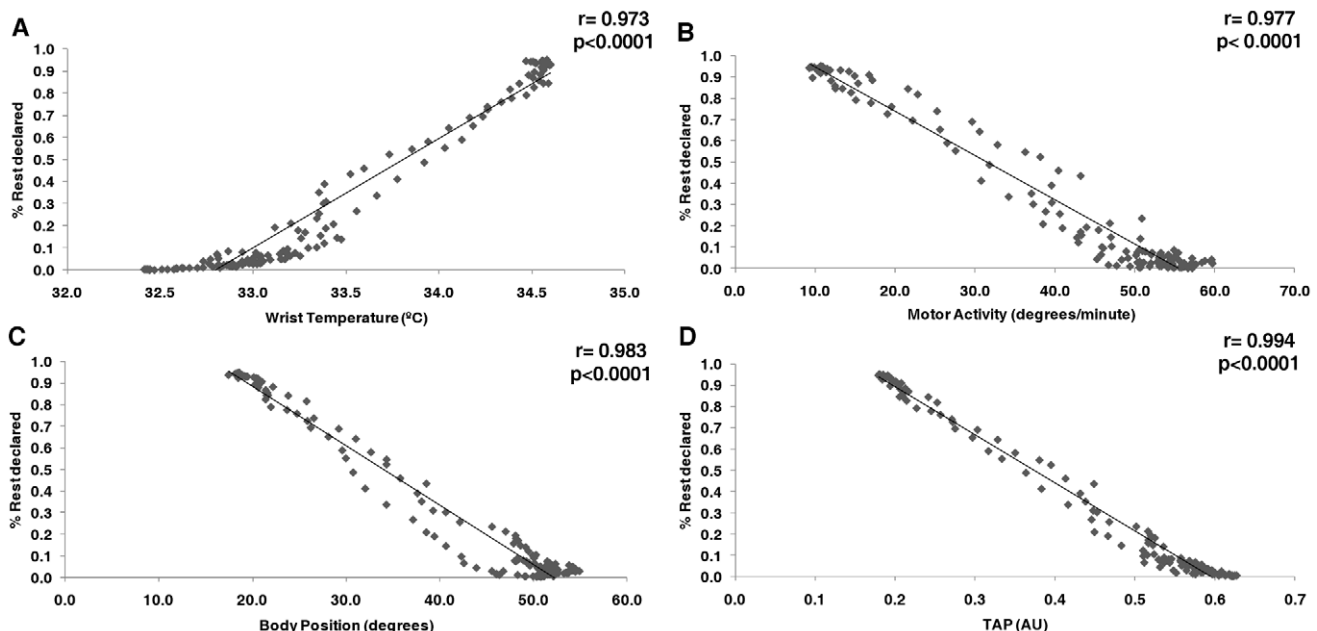 A
r= 0.973
p<0.0001
1.0
0.9
0.8
0.7
0.6
0.5
0.4
0.3
0.2
0.1
0.0
% Rest declared
32.0 32.5 33.0 33.5 34.0 34.5 35.0
Wrist Temperature (ºC)
B
r= 0.977
p< 0.0001
1.0
0.9
0.8
0.7
0.6
0.5
0.4
0.3
0.2
0.1
0.0
% Rest declared
0.0 10.0 20.0 30.0 40.0 50.0 60.0 70.0
Motor Activity (degrees/minute)
C
r= 0.983
p<0.0001
1.0
0.9
0.8
0.7
0.6
0.5
0.4
0.3
0.2
0.1
0.0
% Rest declared
0.0 10.0 20.0 30.0 40.0 50.0 60.0
Body Position (degrees)
D
r= 0.994
p<0.0001
1.0
0.9
0.8
0.7
0.6
0.5
0.4
0.3
0.2
0.1
0.0
% Rest declared
0.0 0.1 0.2 0.3 0.4 0.5 0.6 0.7
TAP (AU)